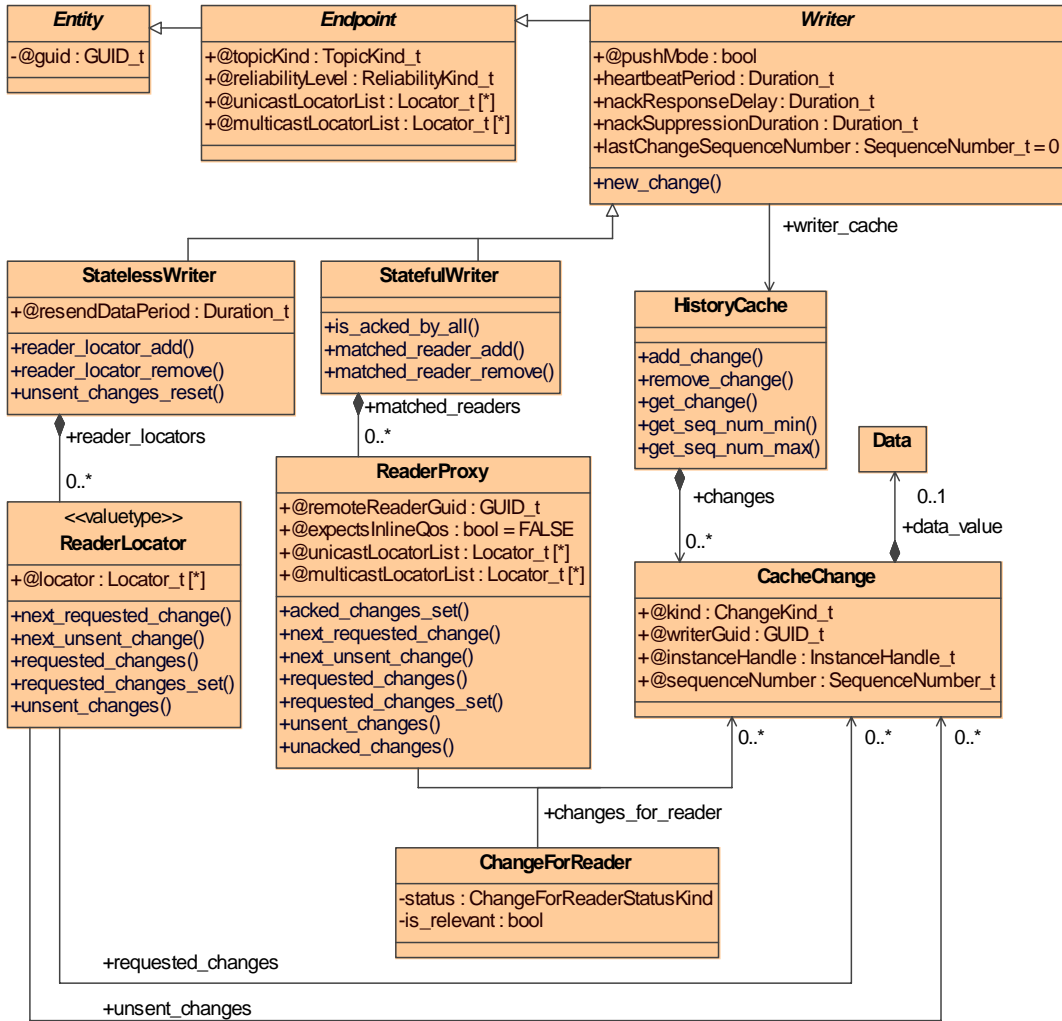 Entity
-@guid : GUID_t
Endpoint
+@topicKind : TopicKind_t
+@reliabilityLevel : ReliabilityKind_t
+@unicastLocatorList : Locator_t [*]
+@multicastLocatorList : Locator_t [*]
Writer
+@pushMode : bool
+heartbeatPeriod : Duration_t
+nackResponseDelay : Duration_t
+nackSuppressionDuration : Duration_t
+lastChangeSequenceNumber : SequenceNumber_t = 0
+new_change()
+writer_cache
StatelessWriter
+@resendDataPeriod : Duration_t
+reader_locator_add()
+reader_locator_remove()
+unsent_changes_reset()
StatefulWriter
+is_acked_by_all()
+matched_reader_add()
+matched_reader_remove()
HistoryCache
+add_change()
+remove_change()
+get_change()
+get_seq_num_min()
+get_seq_num_max()
+reader_locators
0..*
+matched_readers
0..*
Data
0..1
+data_value
+changes
0..*
<<valuetype>>
ReaderLocator
+@locator : Locator_t [*]
+next_requested_change()
+next_unsent_change()
+requested_changes()
+requested_changes_set()
+unsent_changes()
ReaderProxy
+@remoteReaderGuid : GUID_t
+@expectsInlineQos : bool = FALSE
+@unicastLocatorList : Locator_t [*]
+@multicastLocatorList : Locator_t [*]
+acked_changes_set()
+next_requested_change()
+next_unsent_change()
+requested_changes()
+requested_changes_set()
+unsent_changes()
+unacked_changes()
CacheChange
+@kind : ChangeKind_t
+@writerGuid : GUID_t
+@instanceHandle : InstanceHandle_t
+@sequenceNumber : SequenceNumber_t
0..*
0..*
0..*
+changes_for_reader
ChangeForReader
-status : ChangeForReaderStatusKind
-is_relevant : bool
+requested_changes
+unsent_changes